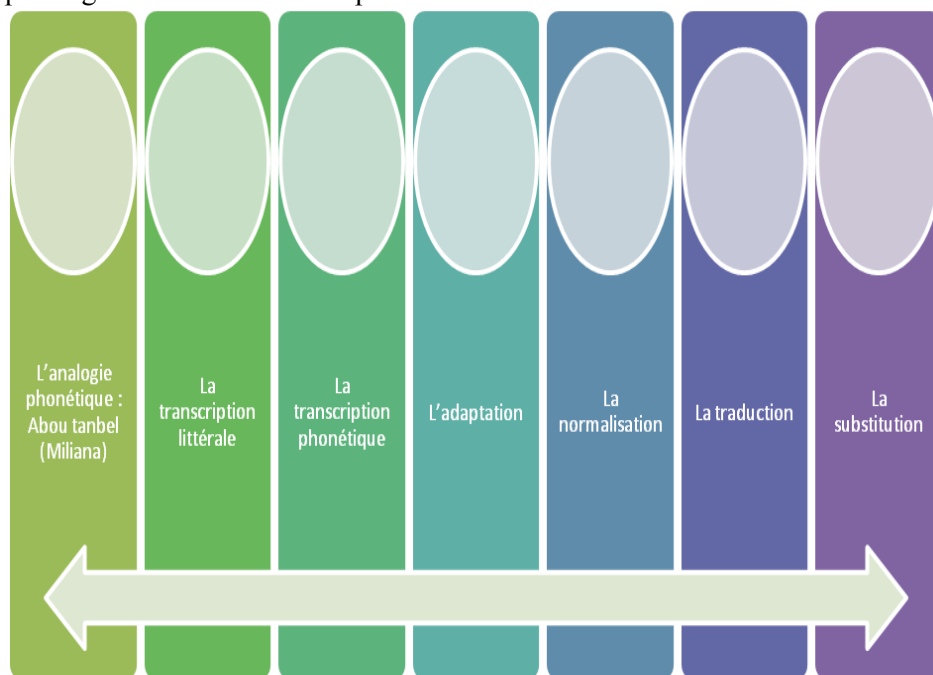 L'analogie
phonétique :
Abou tanbel
(Miliana)
La
transcription
littérale
La
transcription
phonétique
L'adaptation
La
normalisation
La traduction
La
substitution